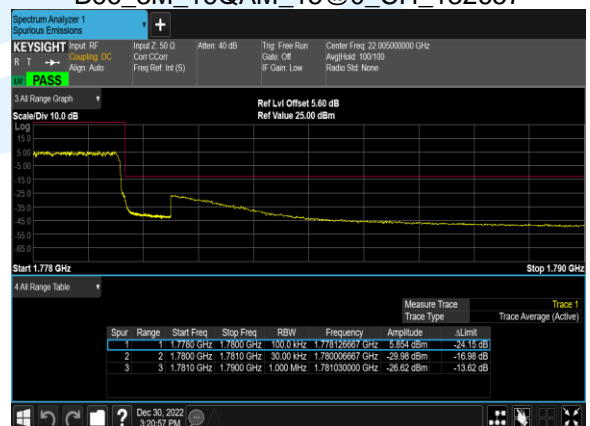 Spectrum Analyzer 1
Spurious Emissions
KEYSIGHT Input: RF Input Z: 50 Ω Atten: 40 dB Trig: Free Run Center Freq: 22.005000000 GHz
R T Coupling: DC Corr CCorr Gate: Off Avg|Hold: 100/100
Align: Auto Freq Ref: Int (S) IF Gain: Low Radio Std: None
LW PASS
3 All Range Graph
Ref Lvl Offset 5.60 dB
Scale/Div 10.0 dB Ref Value 25.00 dBm
Log
15.0
5.00
-5.00
-15.0
-25.0
-35.0
-45.0
-55.0
-65.0
Start 1.778 GHz Stop 1.790 GHz
4 All Range Table
Measure Trace Trace 1
Trace Type Trace Average (Active)
Spur Range Start Freq Stop Freq RBW Frequency Amplitude ΔLimit
1 1 1.7780 GHz 1.7800 GHz 100.0 kHz 1.778126667 GHz 5.854 dBm -24.15 dB
2 2 1.7800 GHz 1.7810 GHz 30.00 kHz 1.780006667 GHz -29.98 dBm -16.98 dB
3 3 1.7810 GHz 1.7900 GHz 1.000 MHz 1.781030000 GHz -26.62 dBm -13.62 dB
Dec 30, 2022
3:20:57 PM